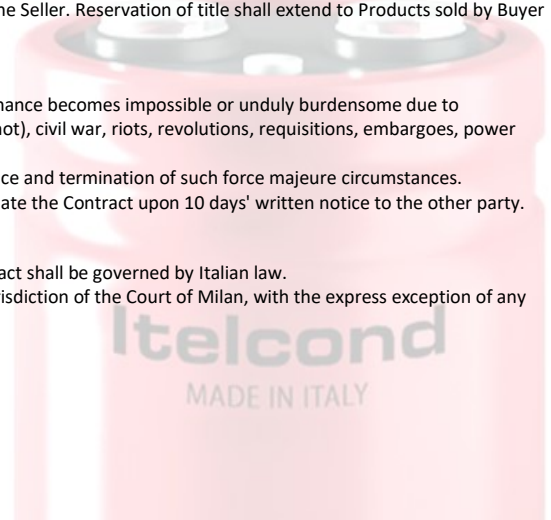 ne Seller. Reservation of title shall extend to Products sold by Buyer
nance becomes impossible or unduly burdensome due to
not), civil war, riots, revolutions, requisitions, embargoes, power
ce and termination of such force majeure circumstances.
ate the Contract upon 10 days' written notice to the other party.
act shall be governed by Italian law.
risdiction of the Court of Milan, with the express exception of any
Itelcond
MADE IN ITALY